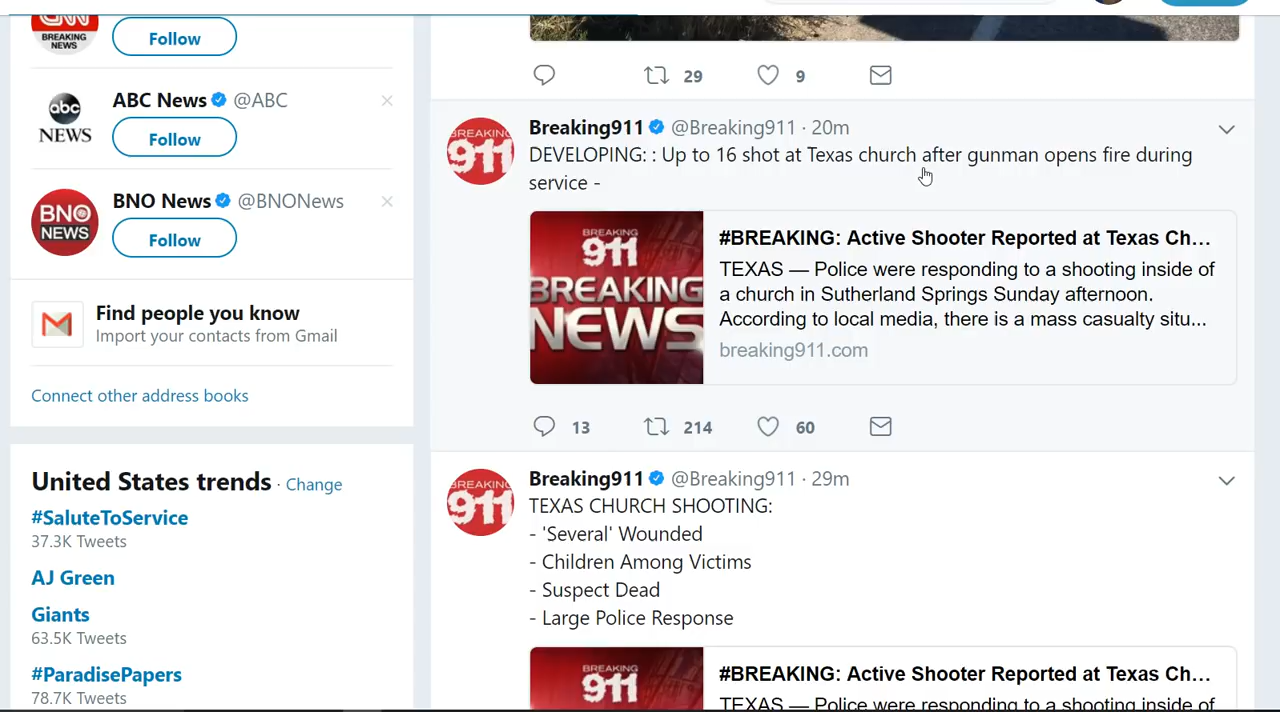 CNN
BREAKING
NEWS
Follow
abc
NEWS
ABC News @ABC
Follow
BNO
NEWS
BNO News @BNONews
Follow
Find people you know
Import your contacts from Gmail
Connect other address books
United States trends · Change
#SaluteToService
37.3K Tweets
AJ Green
Giants
63.5K Tweets
#ParadisePapers
78.7K Tweets
29 9
BREAKING
911
Breaking911 @Breaking911 · 20m
DEVELOPING: : Up to 16 shot at Texas church after gunman opens fire during
service -
BREAKING
911
BREAKING
NEWS
#BREAKING: Active Shooter Reported at Texas Ch...
TEXAS — Police were responding to a shooting inside of
a church in Sutherland Springs Sunday afternoon.
According to local media, there is a mass casualty situ...
breaking911.com
13 214 60
BREAKING
911
Breaking911 @Breaking911 · 29m
TEXAS CHURCH SHOOTING:
- 'Several' Wounded
- Children Among Victims
- Suspect Dead
- Large Police Response
BREAKING
911
#BREAKING: Active Shooter Reported at Texas Ch...
TEXAS — Police were responding to a shooting inside of